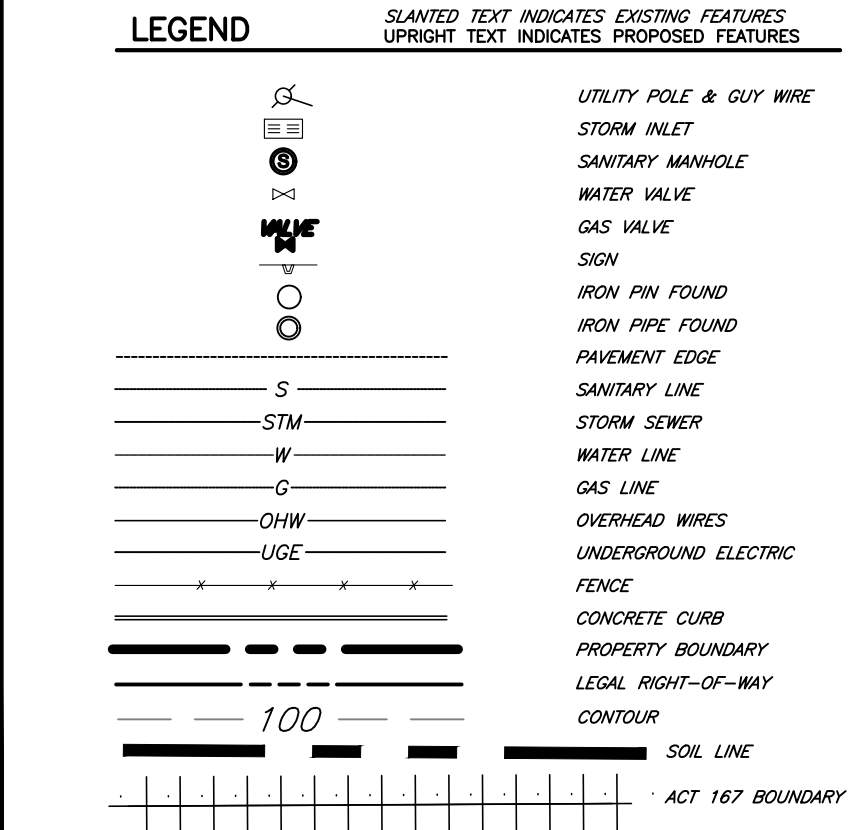 LEGEND
SLANTED TEXT INDICATES EXISTING FEATURES
UPRIGHT TEXT INDICATES PROPOSED FEATURES
UTILITY POLE & GUY WIRE
STORM INLET
S SANITARY MANHOLE
WATER VALVE
VALVE GAS VALVE
SIGN
IRON PIN FOUND
IRON PIPE FOUND
PAVEMENT EDGE
S SANITARY LINE
STM STORM SEWER
W WATER LINE
G GAS LINE
OHW OVERHEAD WIRES
UGE UNDERGROUND ELECTRIC
x x x x FENCE
CONCRETE CURB
PROPERTY BOUNDARY
LEGAL RIGHT-OF-WAY
100 CONTOUR
SOIL LINE
ACT 167 BOUNDARY